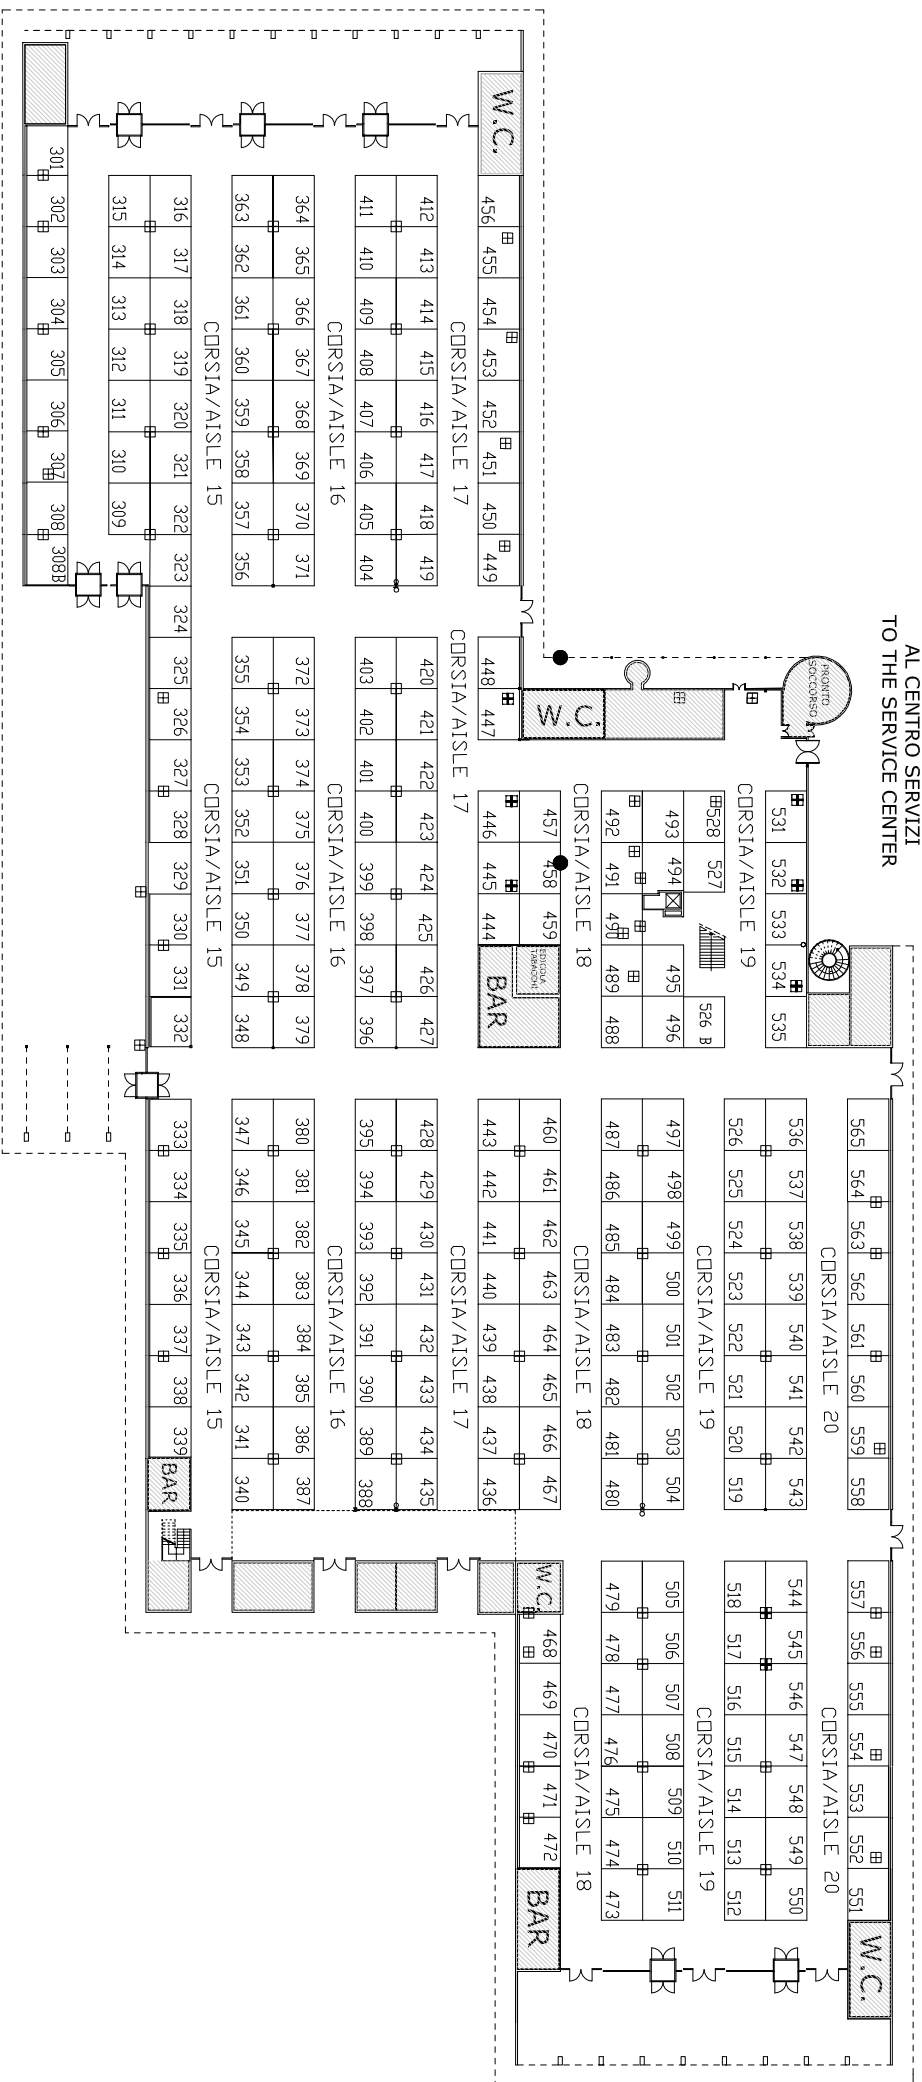 AL CENTRO SERVIZI
TO THE SERVICE CENTER
565 564 563 562 561 560 559 558 557 556 555 554 553 552 551 W.C.
PRONTO
SOCCORSO
CORSIA/AISLE 20 CORSIA/AISLE 20
531 532 533 534 535 536 537 538 539 540 541 542 543 544 545 546 547 548 549 550
CORSIA/AISLE 19
528 527 526 B 526 525 524 523 522 521 520 519 518 517 516 515 514 513 512
CORSIA/AISLE 19 CORSIA/AISLE 19
493 494 495 496 497 498 499 500 501 502 503 504 505 506 507 508 509 510 511
492 491 490 489 488 487 486 485 484 483 482 481 480 479 478 477 476 475 474 473
W.C.
CORSIA/AISLE 18 CORSIA/AISLE 18 CORSIA/AISLE 18
457 458 459 460 461 462 463 464 465 466 467 W.C. 468 469 470 471 472 BAR
EDICOLA
TABACCHI
BAR
W.C. 456 455 454 453 452 451 450 449 448 447 446 445 444 443 442 441 440 439 438 437 436
CORSIA/AISLE 17 CORSIA/AISLE 17 CORSIA/AISLE 17
412 413 414 415 416 417 418 419 420 421 422 423 424 425 426 427 428 429 430 431 432 433 434 435
411 410 409 408 407 406 405 404 403 402 401 400 399 398 397 396 395 394 393 392 391 390 389 388
CORSIA/AISLE 16 CORSIA/AISLE 16 CORSIA/AISLE 16
364 365 366 367 368 369 370 371 372 373 374 375 376 377 378 379 380 381 382 383 384 385 386 387
363 362 361 360 359 358 357 356 355 354 353 352 351 350 349 348 347 346 345 344 343 342 341 340
CORSIA/AISLE 15 CORSIA/AISLE 15 CORSIA/AISLE 15
316 317 318 319 320 321 322 323 324 325 326 327 328 329 330 331 332 333 334 335 336 337 338 339 BAR
315 314 313 312 311 310 309
301 302 303 304 305 306 307 308 308B